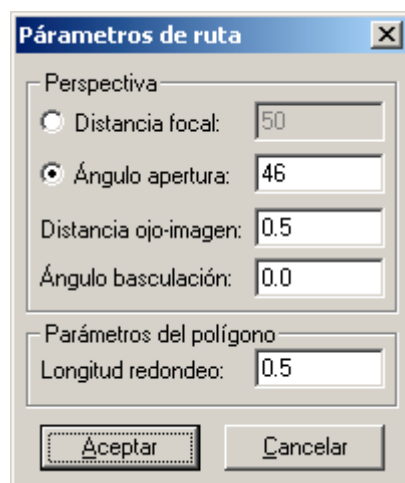 Párametros de ruta
Perspectiva
Distancia focal: 50
Ángulo apertura: 46
Distancia ojo-imagen: 0.5
Ángulo basculación: 0.0
Parámetros del polígono
Longitud redondeo: 0.5
Aceptar Cancelar